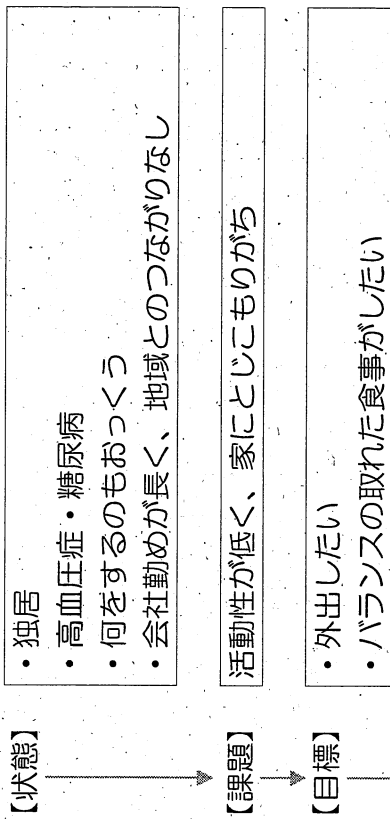 【状態】
・独居
・高血圧症・糖尿病
・何をするのもおっくう
・会社勤めが長く、地域とのつながりなし
【課題】
活動性が低く、家にとじこもりがち
【目標】
・外出したい
・バランスの取れた食事がしたい